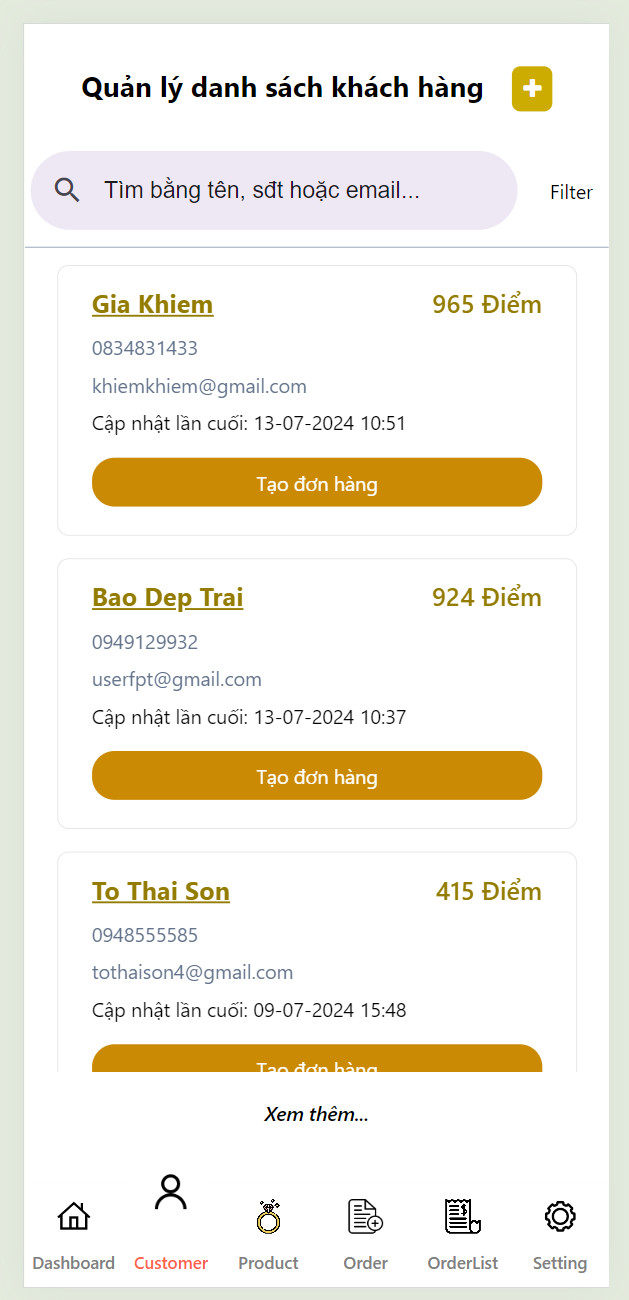 Quản lý danh sách khách hàng
Tìm bằng tên, sđt hoặc email...
Filter
Gia Khiem
965 Điểm
0834831433
khiemkhiem@gmail.com
Cập nhật lần cuối: 13-07-2024 10:51
Tạo đơn hàng
Bao Dep Trai
924 Điểm
0949129932
userfpt@gmail.com
Cập nhật lần cuối: 13-07-2024 10:37
Tạo đơn hàng
To Thai Son
415 Điểm
0948555585
tothaison4@gmail.com
Cập nhật lần cuối: 09-07-2024 15:48
Tạo đơn hàng
Xem thêm...
Dashboard
Customer
Product
Order
OrderList
Setting